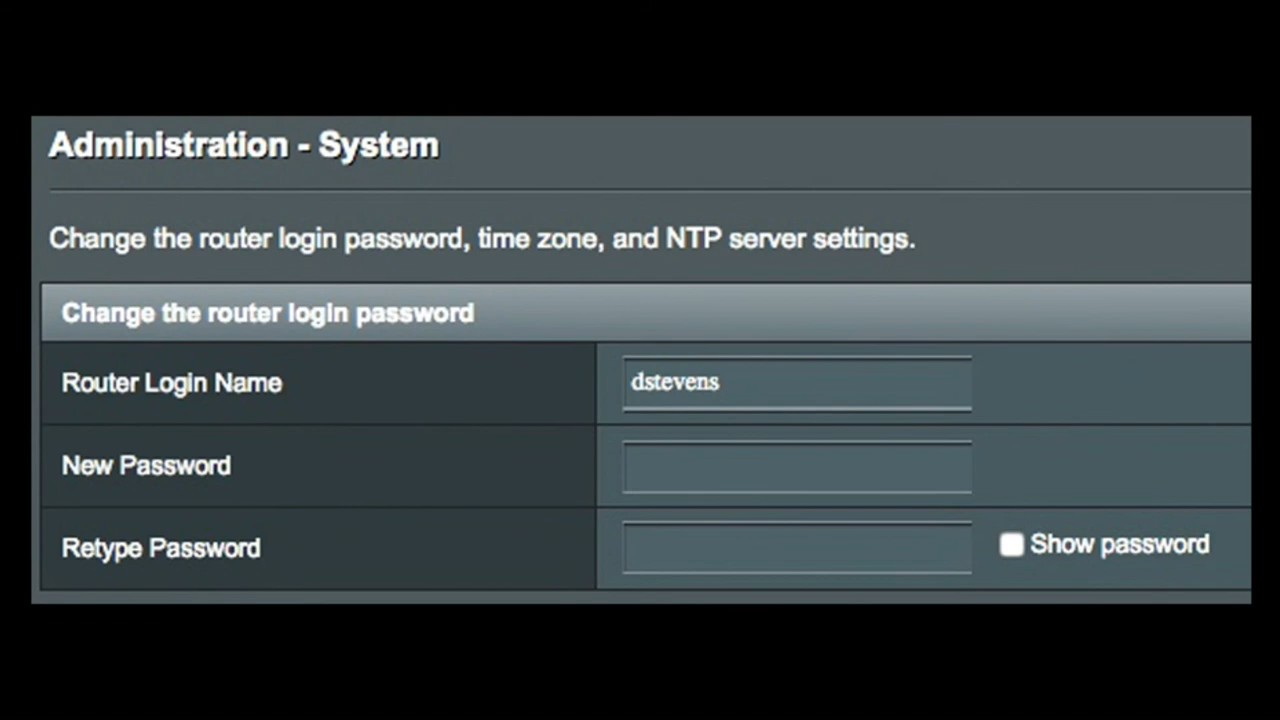 Administration - System
Change the router login password, time zone, and NTP server settings.
Change the router login password
Router Login Name dstevens
New Password
Retype Password Show password